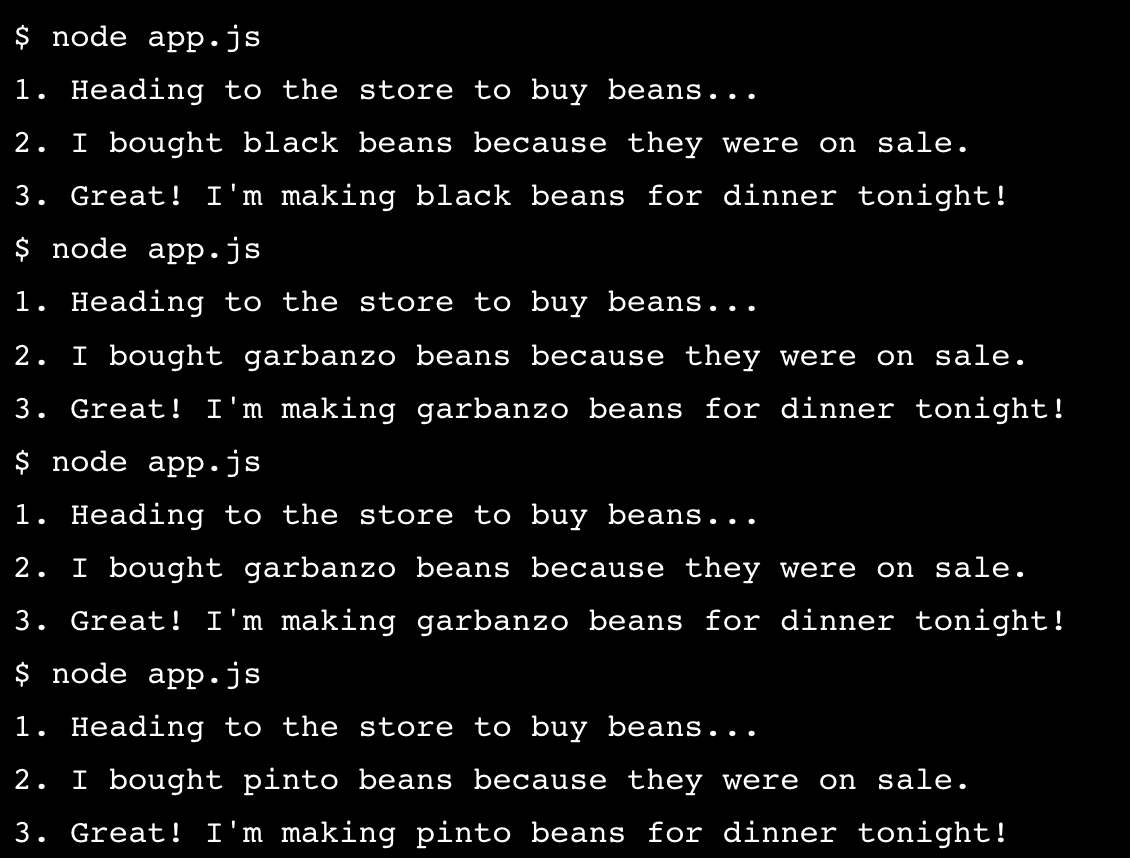 $ node app.js
1. Heading to the store to buy beans...
2. I bought black beans because they were on sale.
3. Great! I'm making black beans for dinner tonight!
$ node app.js
1. Heading to the store to buy beans...
2. I bought garbanzo beans because they were on sale.
3. Great! I'm making garbanzo beans for dinner tonight!
$ node app.js
1. Heading to the store to buy beans...
2. I bought garbanzo beans because they were on sale.
3. Great! I'm making garbanzo beans for dinner tonight!
$ node app.js
1. Heading to the store to buy beans...
2. I bought pinto beans because they were on sale.
3. Great! I'm making pinto beans for dinner tonight!